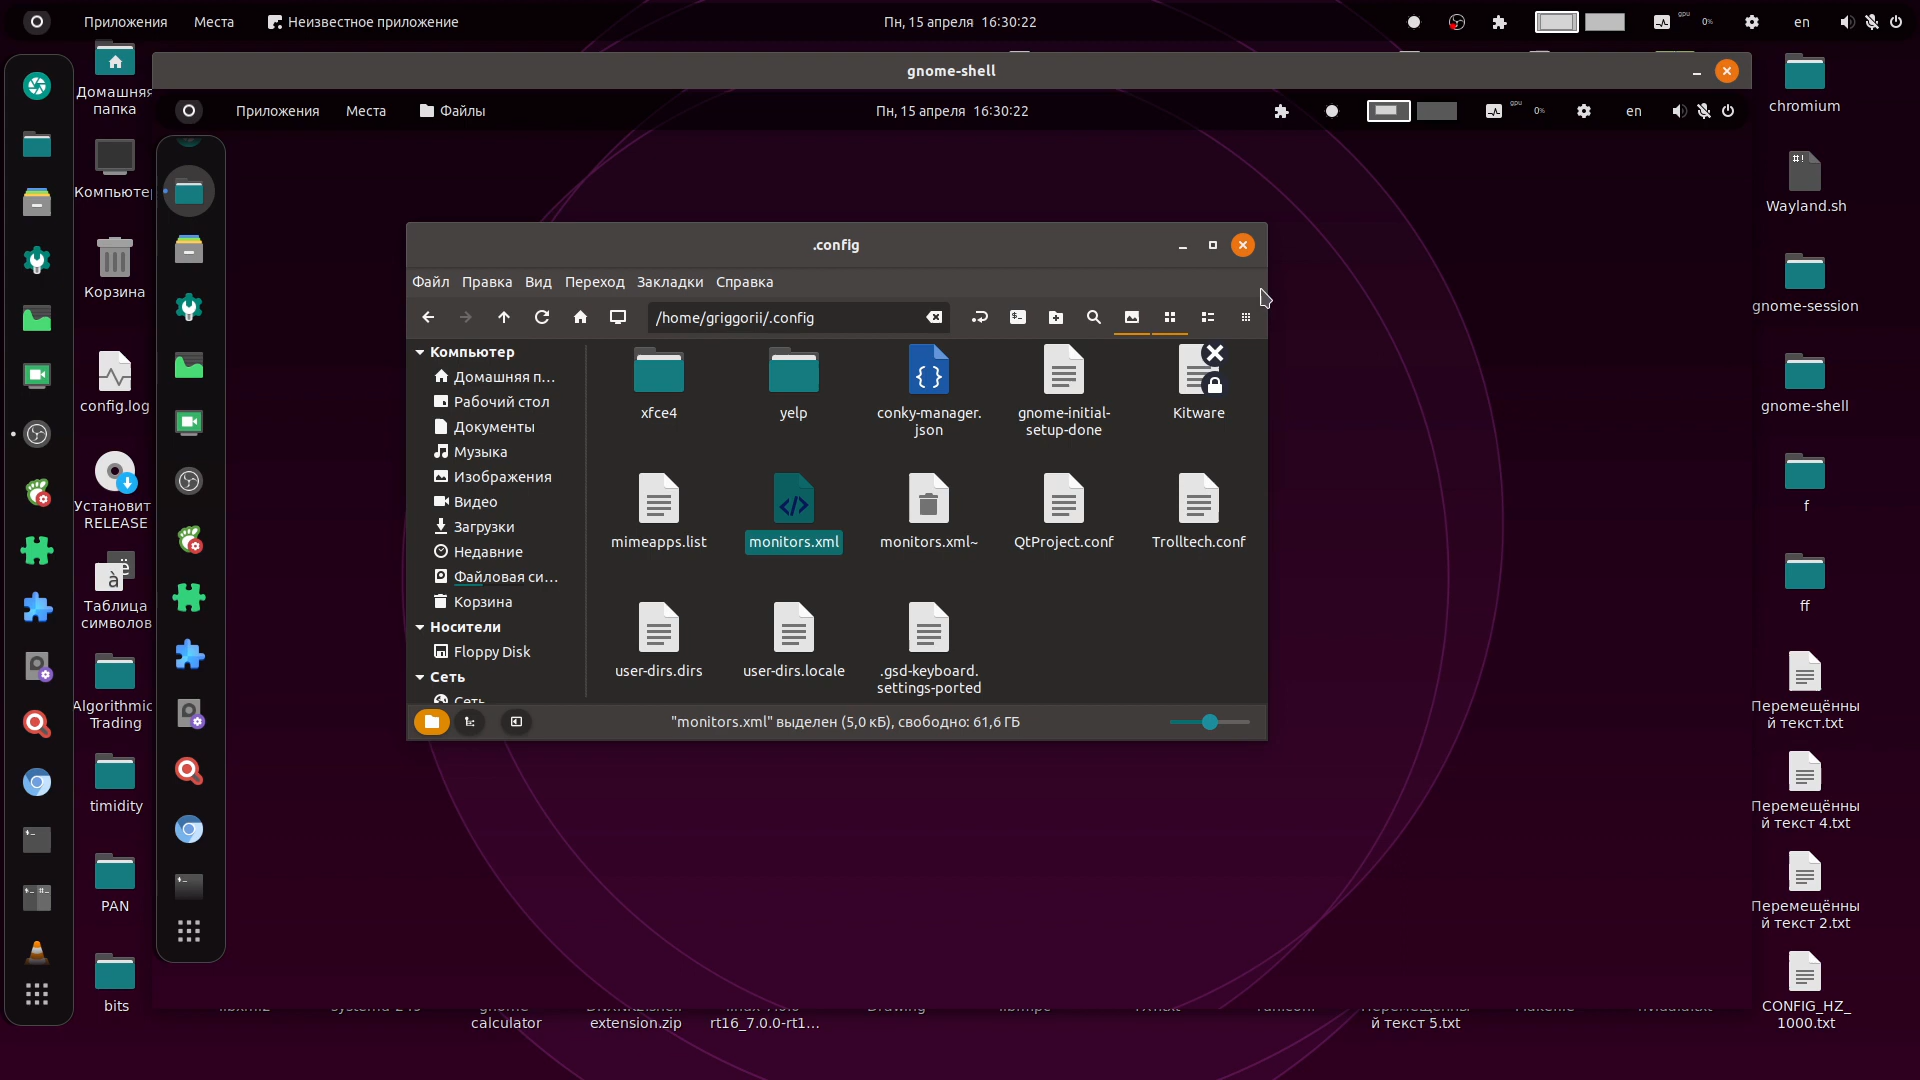 Приложения Места Неизвестное приложение Пн, 15 апреля 16:30:22 gpu 0% en
gnome-shell
Приложения Места Файлы Пн, 15 апреля 16:30:22 gpu 0% en
Домашняя
папка
Компьютер
Корзина
config.log
Установит
RELEASE
Таблица
символов
Algorithmic
Trading
timidity
PAN
bits
.config
Файл Правка Вид Переход Закладки Справка
/home/griggorii/.config
Компьютер
Домашняя п...
Рабочий стол
Документы
Музыка
Изображения
Видео
Загрузки
Недавние
Файловая си...
Корзина
Носители
Floppy Disk
Сеть
Сеть
xfce4
yelp
conky-manager.
json
gnome-initial-
setup-done
Kitware
mimeapps.list
monitors.xml
monitors.xml~
QtProject.conf
Trolltech.conf
user-dirs.dirs
user-dirs.locale
.gsd-keyboard.
settings-ported
"monitors.xml" выделен (5,0 кБ), свободно: 61,6 ГБ
chromium
Wayland.sh
gnome-session
gnome-shell
f
ff
Перемещённы
й текст.txt
Перемещённы
й текст 4.txt
Перемещённы
й текст 2.txt
CONFIG_HZ_
1000.txt
calculator
extension.zip
rt16_7.0.0-rt1...
й текст 5.txt